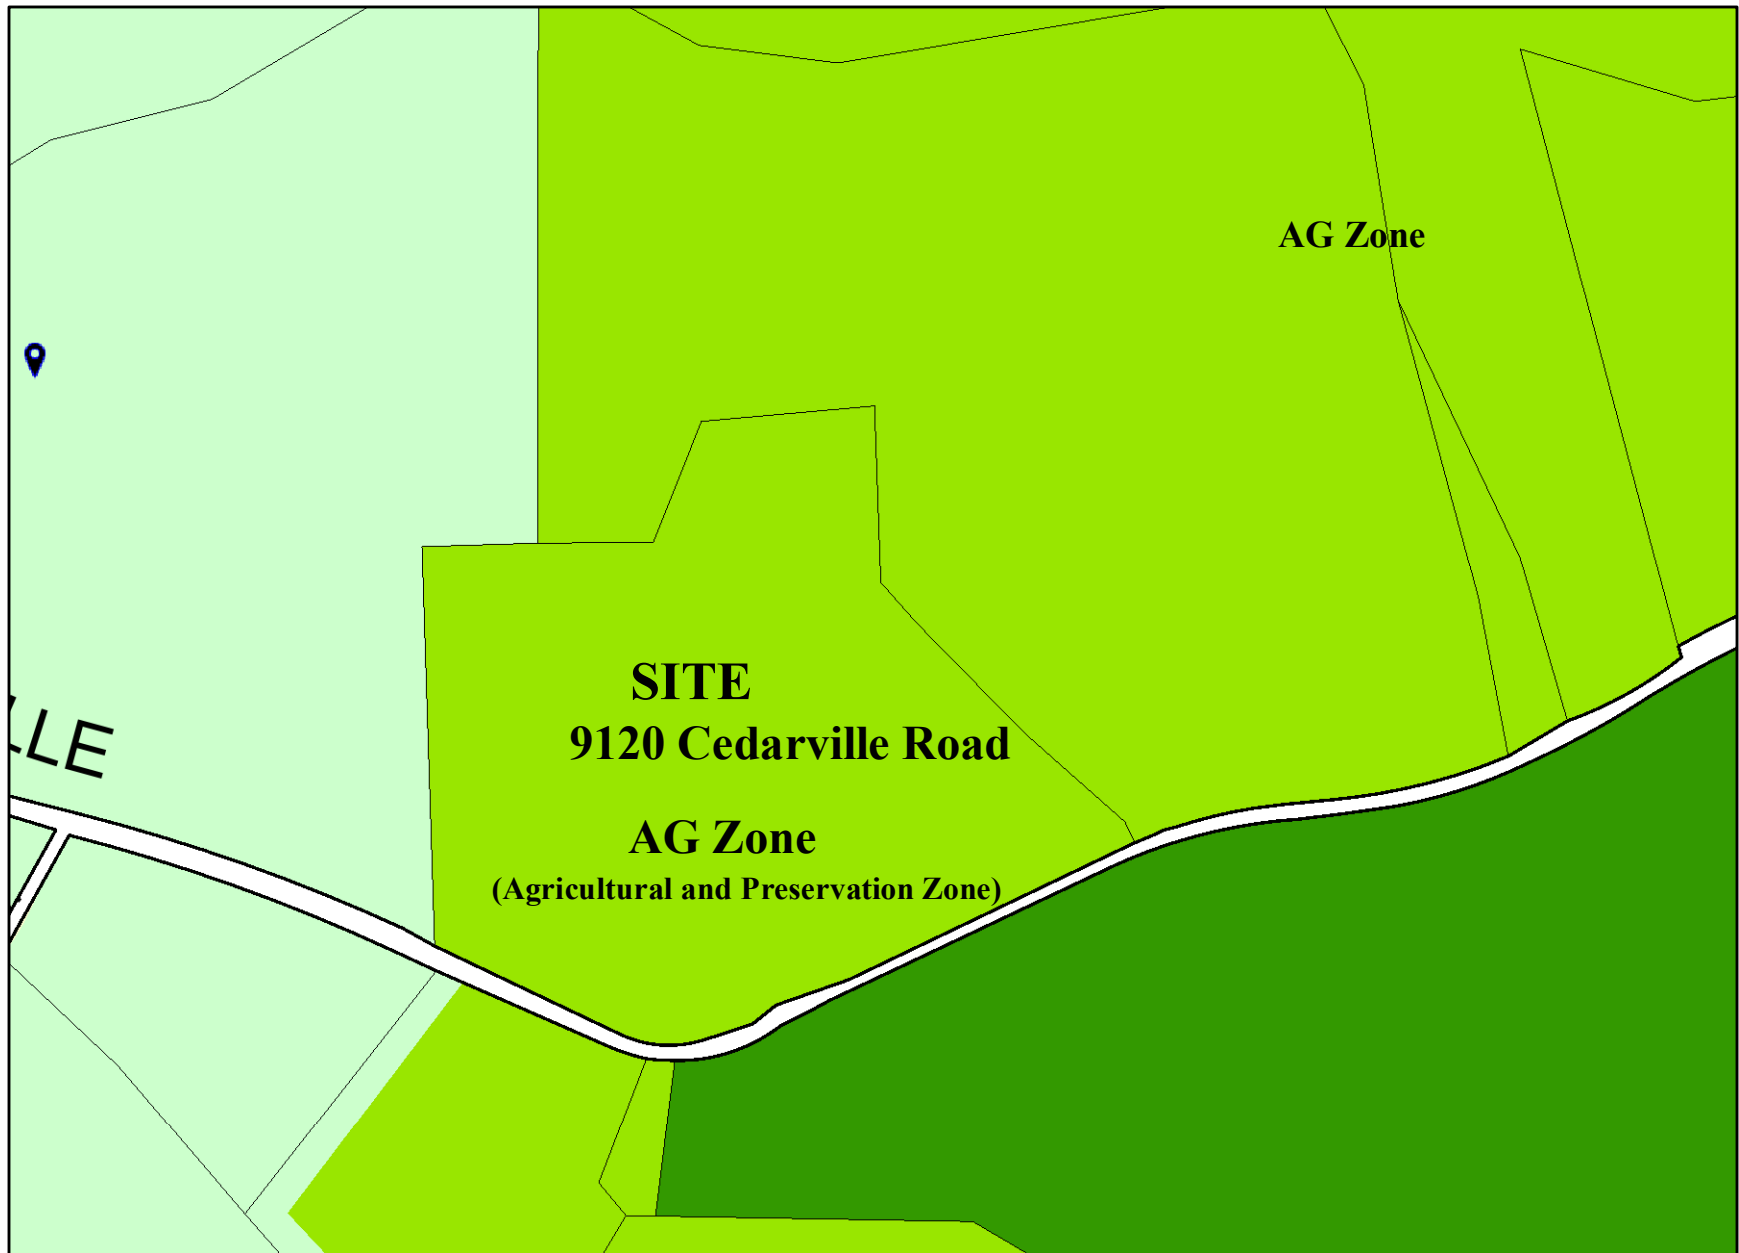 AG Zone
SITE
9120 Cedarville Road
LLE
AG Zone
(Agricultural and Preservation Zone)